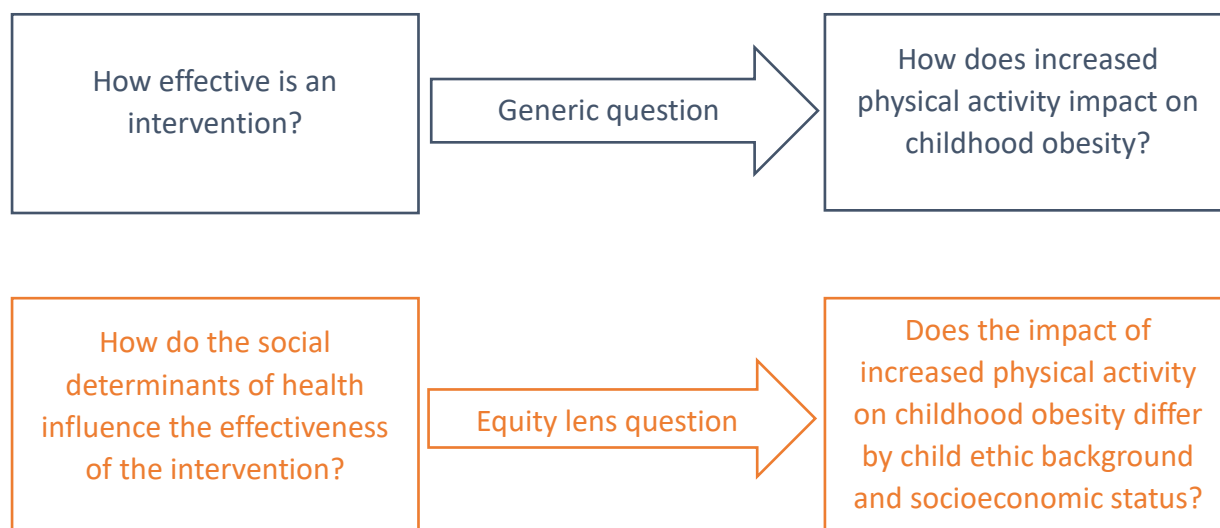 How effective is an
intervention?
Generic question
How does increased
physical activity impact on
childhood obesity?
How do the social
determinants of health
influence the effectiveness
of the intervention?
Equity lens question
Does the impact of
increased physical activity
on childhood obesity differ
by child ethic background
and socioeconomic status?